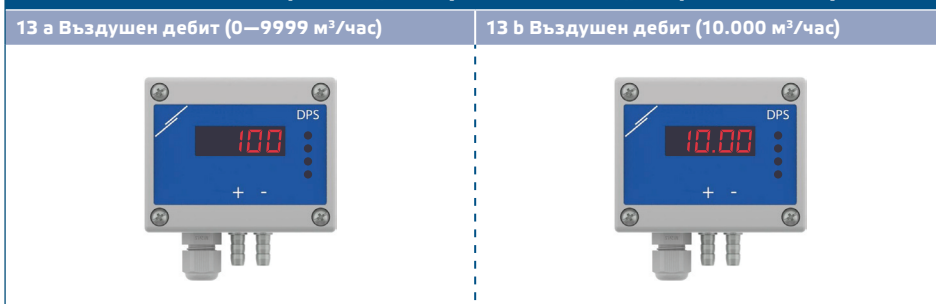 13 a Въздушен дебит (0—9999 м³/час)
13 b Въздушен дебит (10.000 м³/час)
DPS
100
+ -
DPS
10.00
+ -